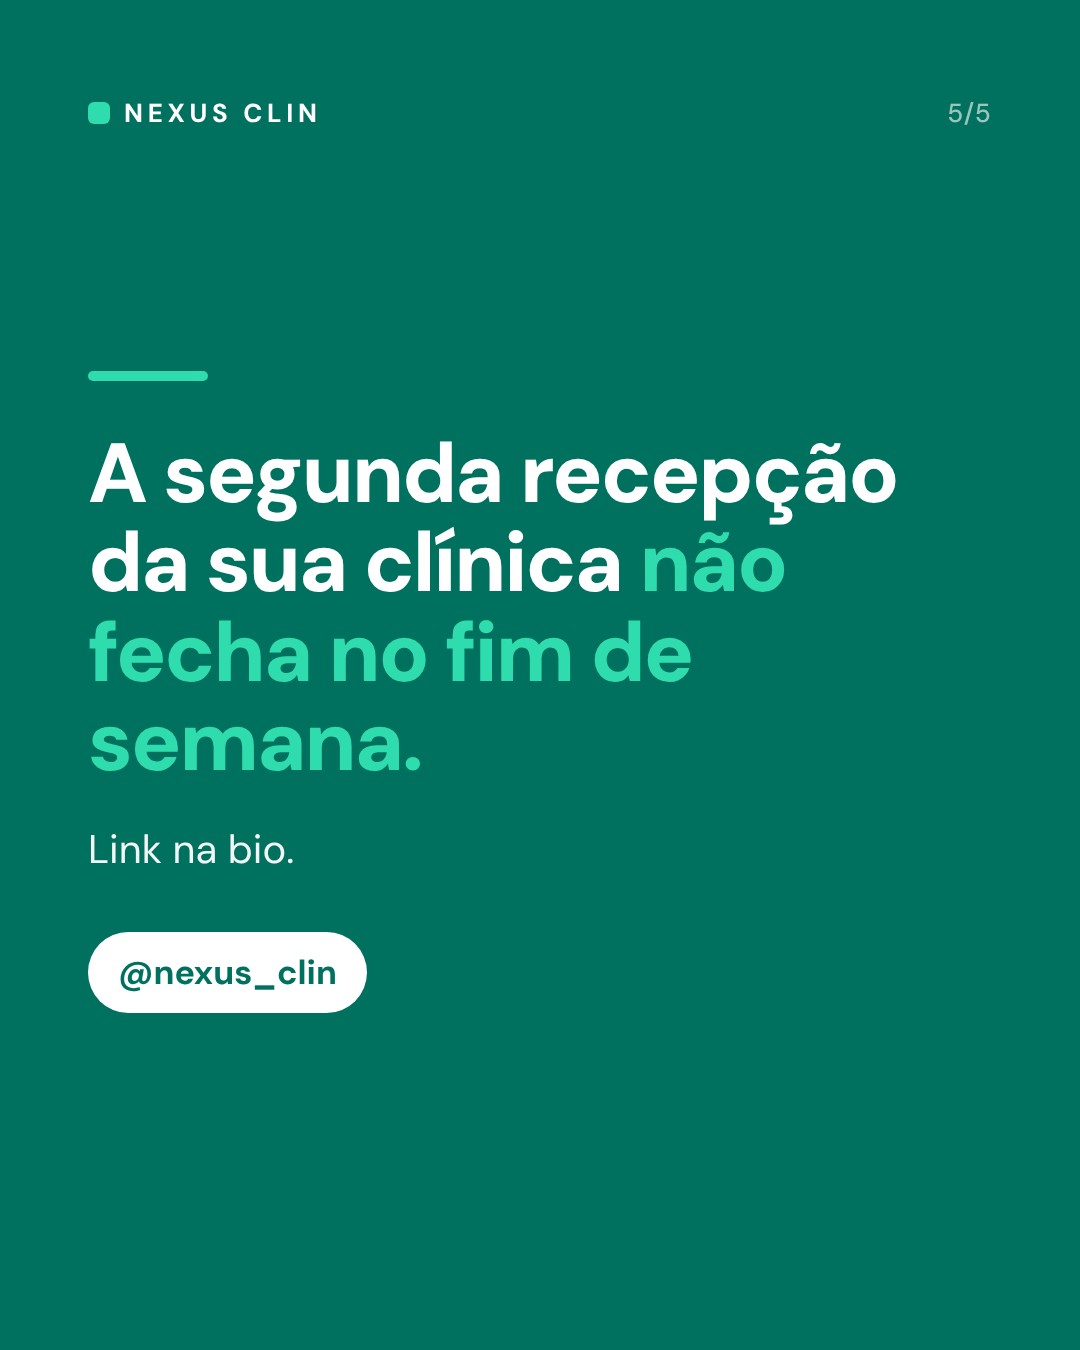 NEXUS CLIN
5/5
A segunda recepção
da sua clínica não
fecha no fim de
semana.
Link na bio.
@nexus_clin